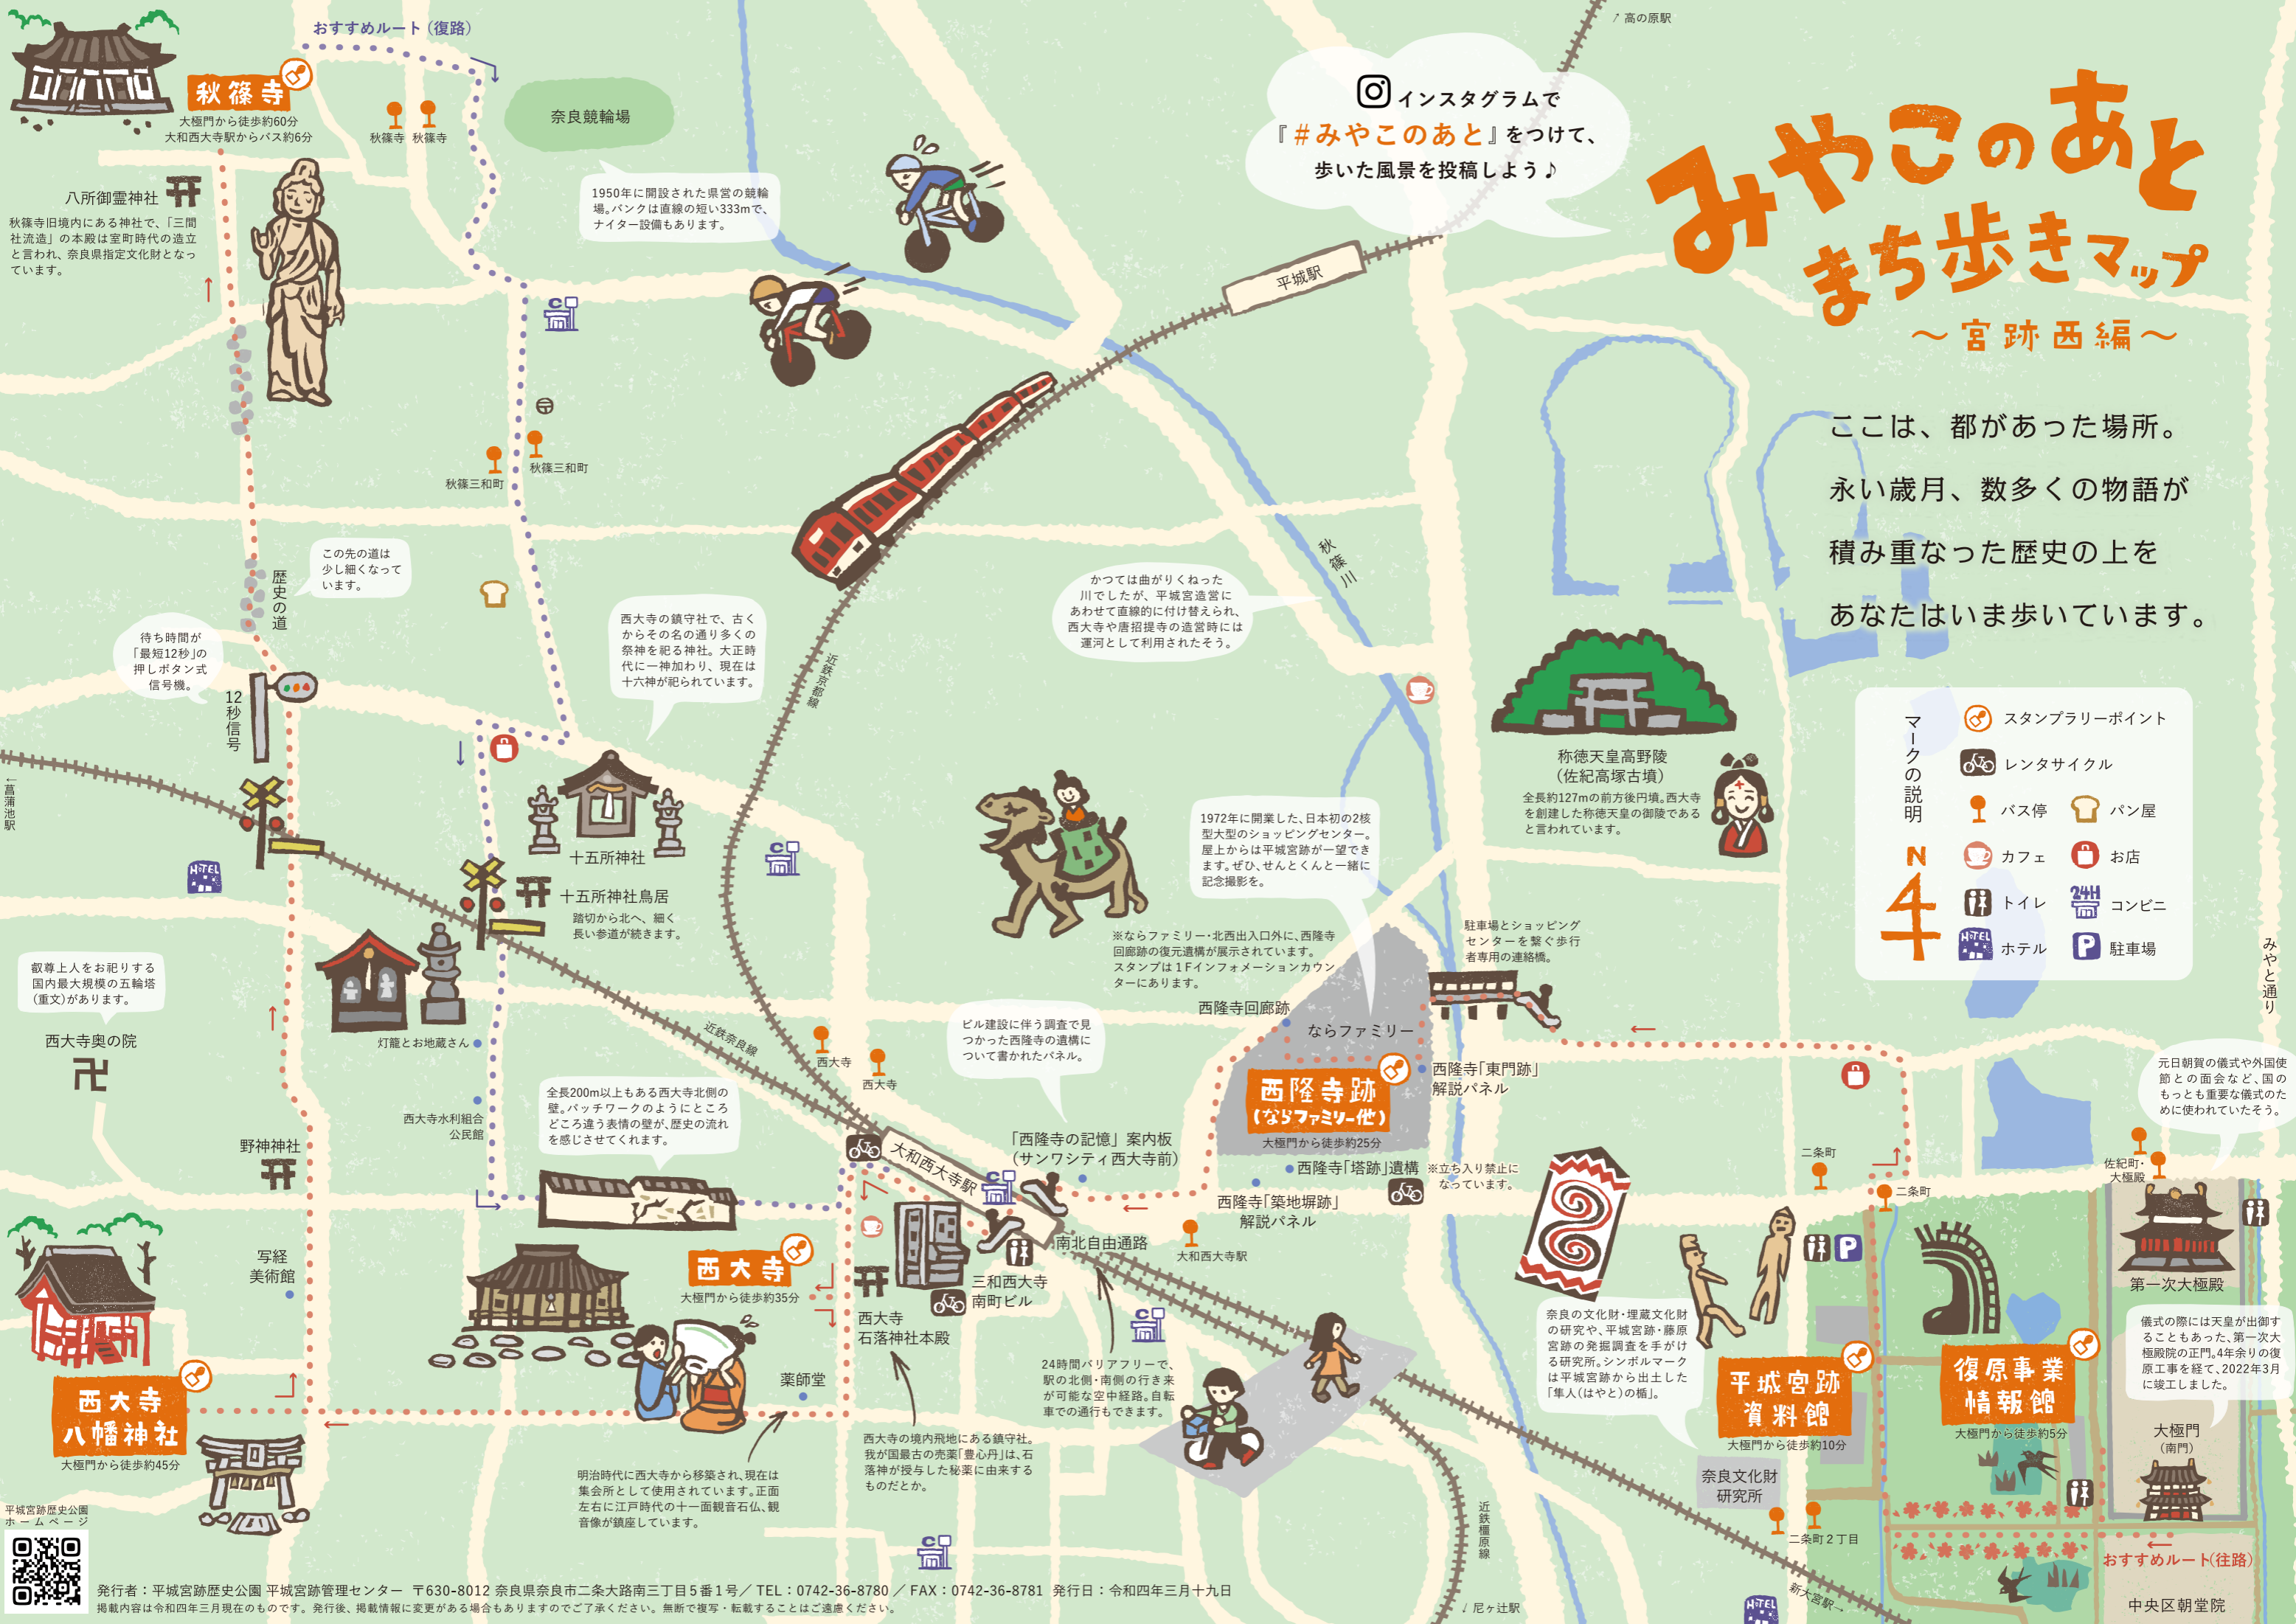 みやこのあと
まち歩きマップ
～宮跡西編～
インスタグラムで
『#みやこのあと』をつけて、
歩いた風景を投稿しよう♪
ここは、都があった場所。
永い歳月、数多くの物語が
積み重なった歴史の上を
あなたはいま歩いています。
マークの説明
スタンプラリーポイント
レンタサイクル
バス停
パン屋
カフェ
お店
トイレ
24H
コンビニ
HOTEL
ホテル
P
駐車場
N
↗高の原駅
平城駅
おすすめルート(復路)
秋篠寺
大極門から徒歩約60分
大和西大寺駅からバス約6分
秋篠寺
秋篠寺
奈良競輪場
1950年に開設された県営の競輪
場。バンクは直線の短い333mで、
ナイター設備もあります。
八所御霊神社
秋篠寺旧境内にある神社で、「三間
社流造」の本殿は室町時代の造立
と言われ、奈良県指定文化財となっ
ています。
C
秋篠三和町
秋篠三和町
この先の道は
少し細くなって
います。
歴史の道
待ち時間が
「最短12秒」の
押しボタン式
信号機。
12秒信号
西大寺の鎮守社で、古く
からその名の通り多くの
祭神を祀る神社。大正時
代に一神加わり、現在は
十六神が祀られています。
近鉄京都線
かつては曲がりくねった
川でしたが、平城宮造営に
あわせて直線的に付け替えられ、
西大寺や唐招提寺の造営時には
運河として利用されたそう。
秋篠川
称徳天皇高野陵
(佐紀高塚古墳)
全長約127mの前方後円墳。西大寺
を創建した称徳天皇の御陵である
と言われています。
←菖蒲池駅
HOTEL
十五所神社
十五所神社鳥居
踏切から北へ、細く
長い参道が続きます。
C
1972年に開業した、日本初の2核
型大型のショッピングセンター。
屋上からは平城宮跡が一望でき
ます。ぜひ、せんとくんと一緒に
記念撮影を。
※ならファミリー・北西出入口外に、西隆寺
回廊跡の復元遺構が展示されています。
スタンプは1Fインフォメーションカウン
ターにあります。
駐車場とショッピング
センターを繋ぐ歩行
者専用の連絡橋。
みやと通り
叡尊上人をお祀りする
国内最大規模の五輪塔
(重文)があります。
西大寺奥の院
灯籠とお地蔵さん
西大寺水利組合
公民館
近鉄奈良線
西大寺
西大寺
ビル建設に伴う調査で見
つかった西隆寺の遺構に
ついて書かれたパネル。
西隆寺回廊跡
ならファミリー
西隆寺跡
(ならファミリー他)
大極門から徒歩約25分
西隆寺「東門跡」
解説パネル
西隆寺「塔跡」遺構
※立ち入り禁止に
なっています。
西隆寺「築地塀跡」
解説パネル
「西隆寺の記憶」案内板
(サンワシティ西大寺前)
大和西大寺駅
C
南北自由通路
大和西大寺駅
全長200m以上もある西大寺北側の
壁。パッチワークのようにところ
どころ違う表情の壁が、歴史の流れ
を感じさせてくれます。
野神神社
写経
美術館
西大寺
大極門から徒歩約35分
西大寺
石落神社本殿
三和西大寺
南町ビル
薬師堂
24時間バリアフリーで、
駅の北側・南側の行き来
が可能な空中経路。自転
車での通行もできます。
C
西大寺
八幡神社
大極門から徒歩約45分
明治時代に西大寺から移築され、現在は
集会所として使用されています。正面
左右に江戸時代の十一面観音石仏、観
音像が鎮座しています。
西大寺の境内飛地にある鎮守社。
我が国最古の売薬「豊心丹」は、石
落神が授与した秘薬に由来する
ものだとか。
C
元日朝賀の儀式や外国使
節との面会など、国の
もっとも重要な儀式のた
めに使われていたそう。
二条町
二条町
佐紀町・
大極殿
第一次大極殿
P
儀式の際には天皇が出御す
ることもあった、第一次大
極殿院の正門。4年余りの復
原工事を経て、2022年3月
に竣工しました。
大極門
(南門)
奈良の文化財・埋蔵文化財
の研究や、平城宮跡・藤原
宮跡の発掘調査を手がけ
る研究所。シンボルマーク
は平城宮跡から出土した
「隼人(はやと)の楯」。
平城宮跡
資料館
大極門から徒歩約10分
復原事業
情報館
大極門から徒歩約5分
奈良文化財
研究所
二条町2丁目
おすすめルート(往路)
中央区朝堂院
近鉄橿原線
新大宮駅→
↓尼ヶ辻駅
HOTEL
平城宮跡歴史公園
ホームページ
発行者：平城宮跡歴史公園 平城宮跡管理センター 〒630-8012 奈良県奈良市二条大路南三丁目5番1号／TEL：0742-36-8780／FAX：0742-36-8781 発行日：令和四年三月十九日
掲載内容は令和四年三月現在のものです。発行後、掲載情報に変更がある場合もありますのでご了承ください。無断で複写・転載することはご遠慮ください。